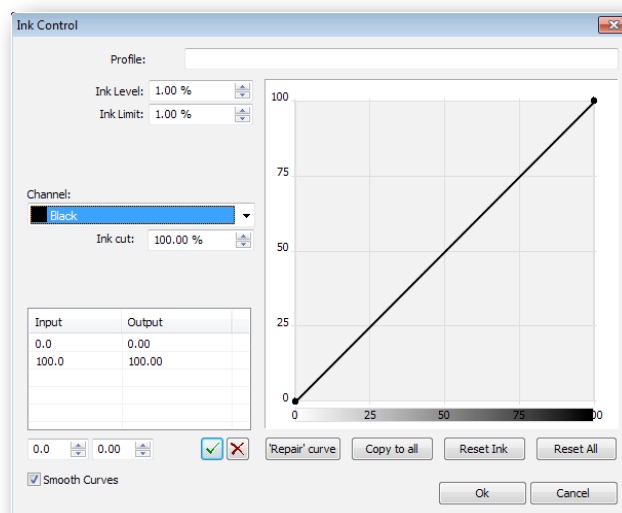 Ink Control
Profile:
Ink Level: 1.00 %
Ink Limit: 1.00 %
Channel:
Black
Ink cut: 100.00 %
Input Output
0.0 0.00
100.0 100.00
0.0 0.00
Smooth Curves
100
75
50
25
0
0 25 50 75 00
'Repair' curve Copy to all Reset Ink Reset All
Ok Cancel